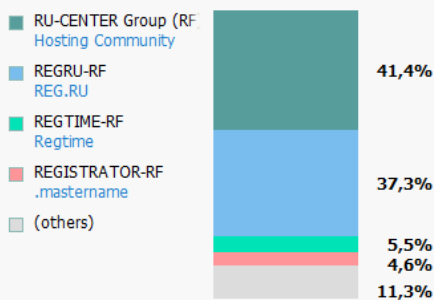 RU-CENTER Group (RF)
Hosting Community
REGRU-RF
REG.RU
REGTIME-RF
Regtime
REGISTRATOR-RF
.mastername
(others)
41,4%
37,3%
5,5%
4,6%
11,3%